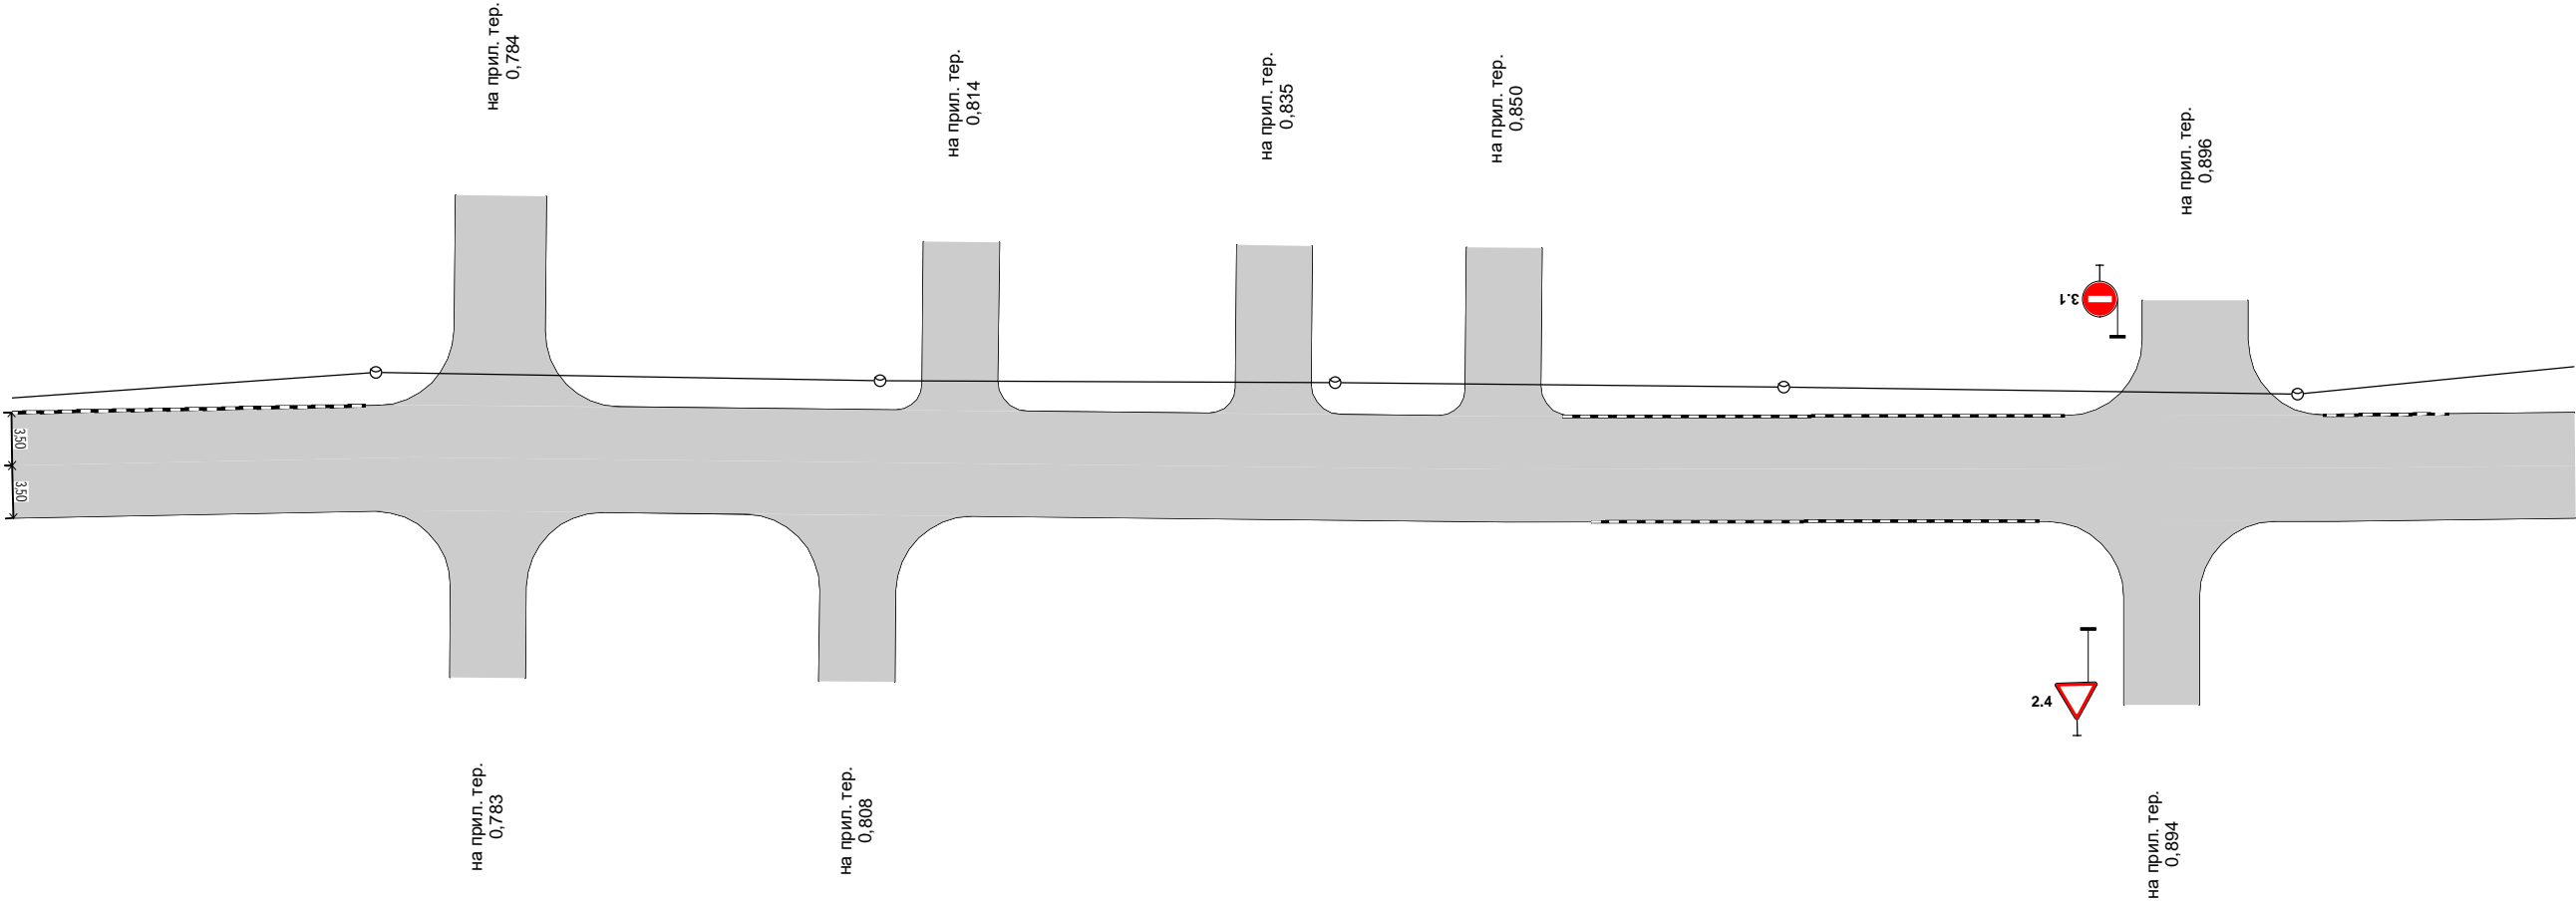 на прил. тер.
0,784
на прил. тер.
0,814
на прил. тер.
0,835
на прил. тер.
0,850
на прил. тер.
0,896
3.1
3,50
3,50
2.4
на прил. тер.
0,783
на прил. тер.
0,808
на прил. тер.
0,894